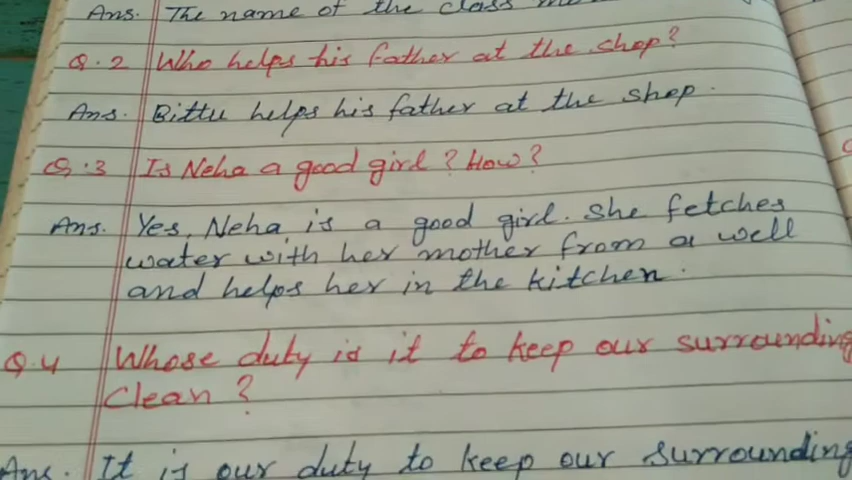 Ans. The name of the class
Q.2 Who helps his father at the shop?
Ans. Bittu helps his father at the shop.
Q.3 Is Neha a good girl? How?
Ans. Yes, Neha is a good girl. She fetches
water with her mother from a well
and helps her in the kitchen.
Q.4 Whose duty is it to keep our surrounding
clean?
Ans. It is our duty to keep our surrounding